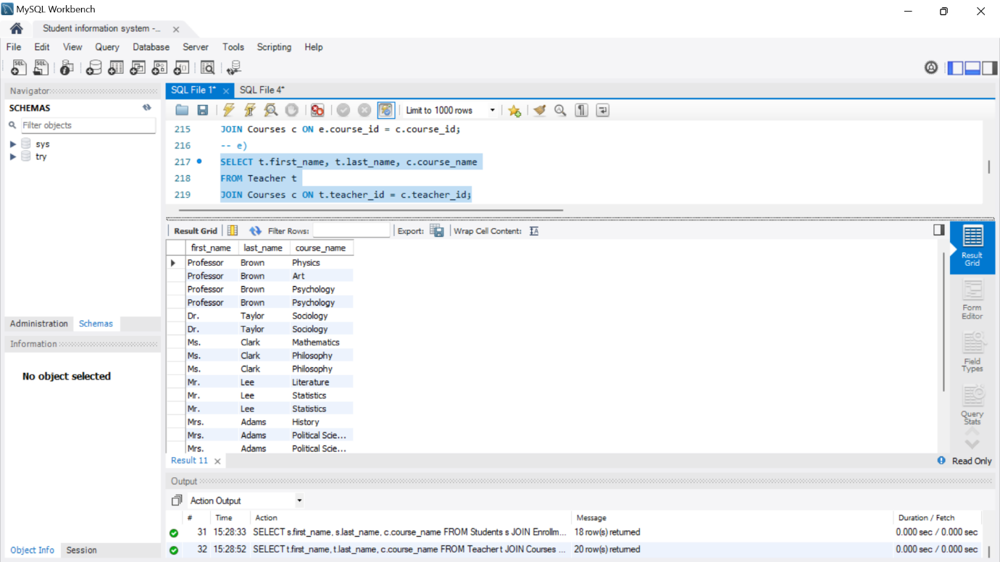 MySQL Workbench
Student information system -...
File Edit View Query Database Server Tools Scripting Help
Navigator
SCHEMAS
Filter objects
sys
try
Administration Schemas
Information
No object selected
Object Info Session
SQL File 1* SQL File 4*
Limit to 1000 rows
215 JOIN Courses c ON e.course_id = c.course_id;
216 -- e)
217 SELECT t.first_name, t.last_name, c.course_name
218 FROM Teacher t
219 JOIN Courses c ON t.teacher_id = c.teacher_id;
Result Grid Filter Rows: Export: Wrap Cell Content:
first_name last_name course_name
Professor Brown Physics
Professor Brown Art
Professor Brown Psychology
Professor Brown Psychology
Dr. Taylor Sociology
Dr. Taylor Sociology
Ms. Clark Mathematics
Ms. Clark Philosophy
Ms. Clark Philosophy
Mr. Lee Literature
Mr. Lee Statistics
Mr. Lee Statistics
Mrs. Adams History
Mrs. Adams Political Scie...
Mrs. Adams Political Scie...
Result
Grid
Form
Editor
Field
Types
Query
Stats
Result 11
Read Only
Output
Action Output
# Time Action Message Duration / Fetch
31 15:28:33 SELECT s.first_name, s.last_name, c.course_name FROM Students s JOIN Enrollm... 18 row(s) returned 0.000 sec / 0.000 sec
32 15:28:52 SELECT t.first_name, t.last_name, c.course_name FROM Teacher t JOIN Courses ... 20 row(s) returned 0.000 sec / 0.000 sec